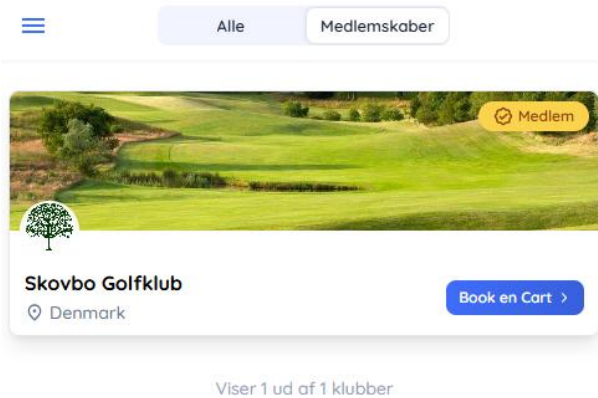 Alle
Medlemskaber
Medlem
Skovbo Golfklub
Denmark
Book en Cart
Viser 1 ud af 1 klubber